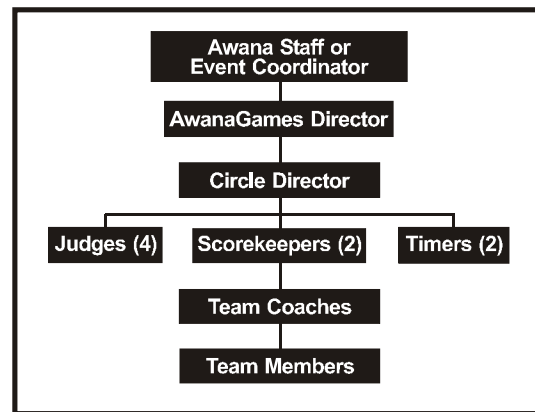 Awana Staff or
Event Coordinator
AwanaGames Director
Circle Director
Judges (4)
Scorekeepers (2)
Timers (2)
Team Coaches
Team Members